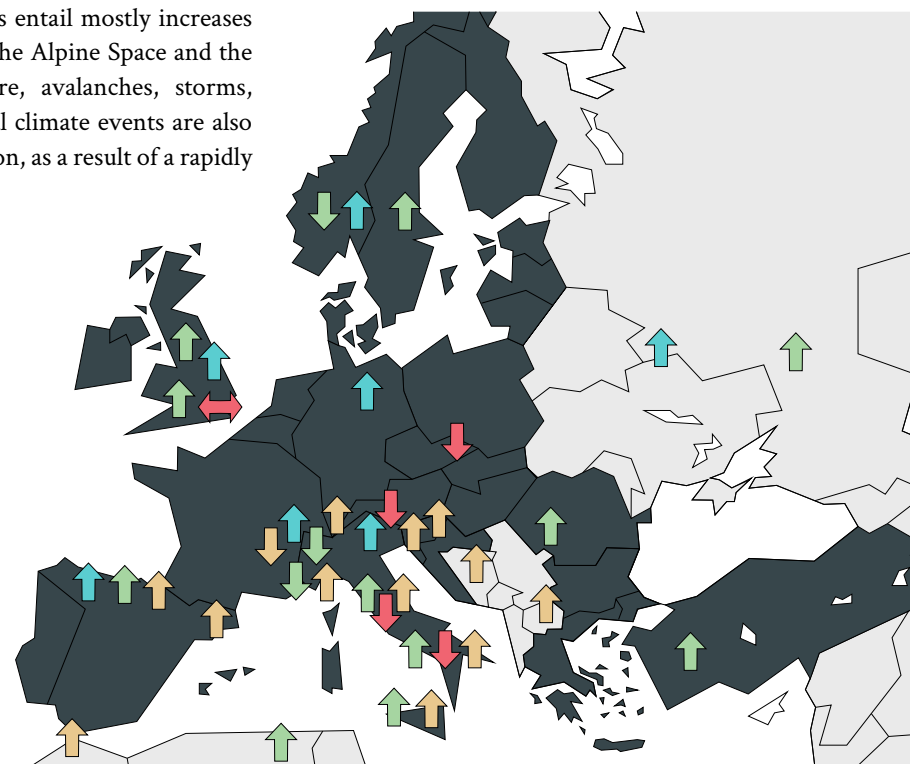 s entail mostly increases
he Alpine Space and the
re, avalanches, storms,
l climate events are also
on, as a result of a rapidly